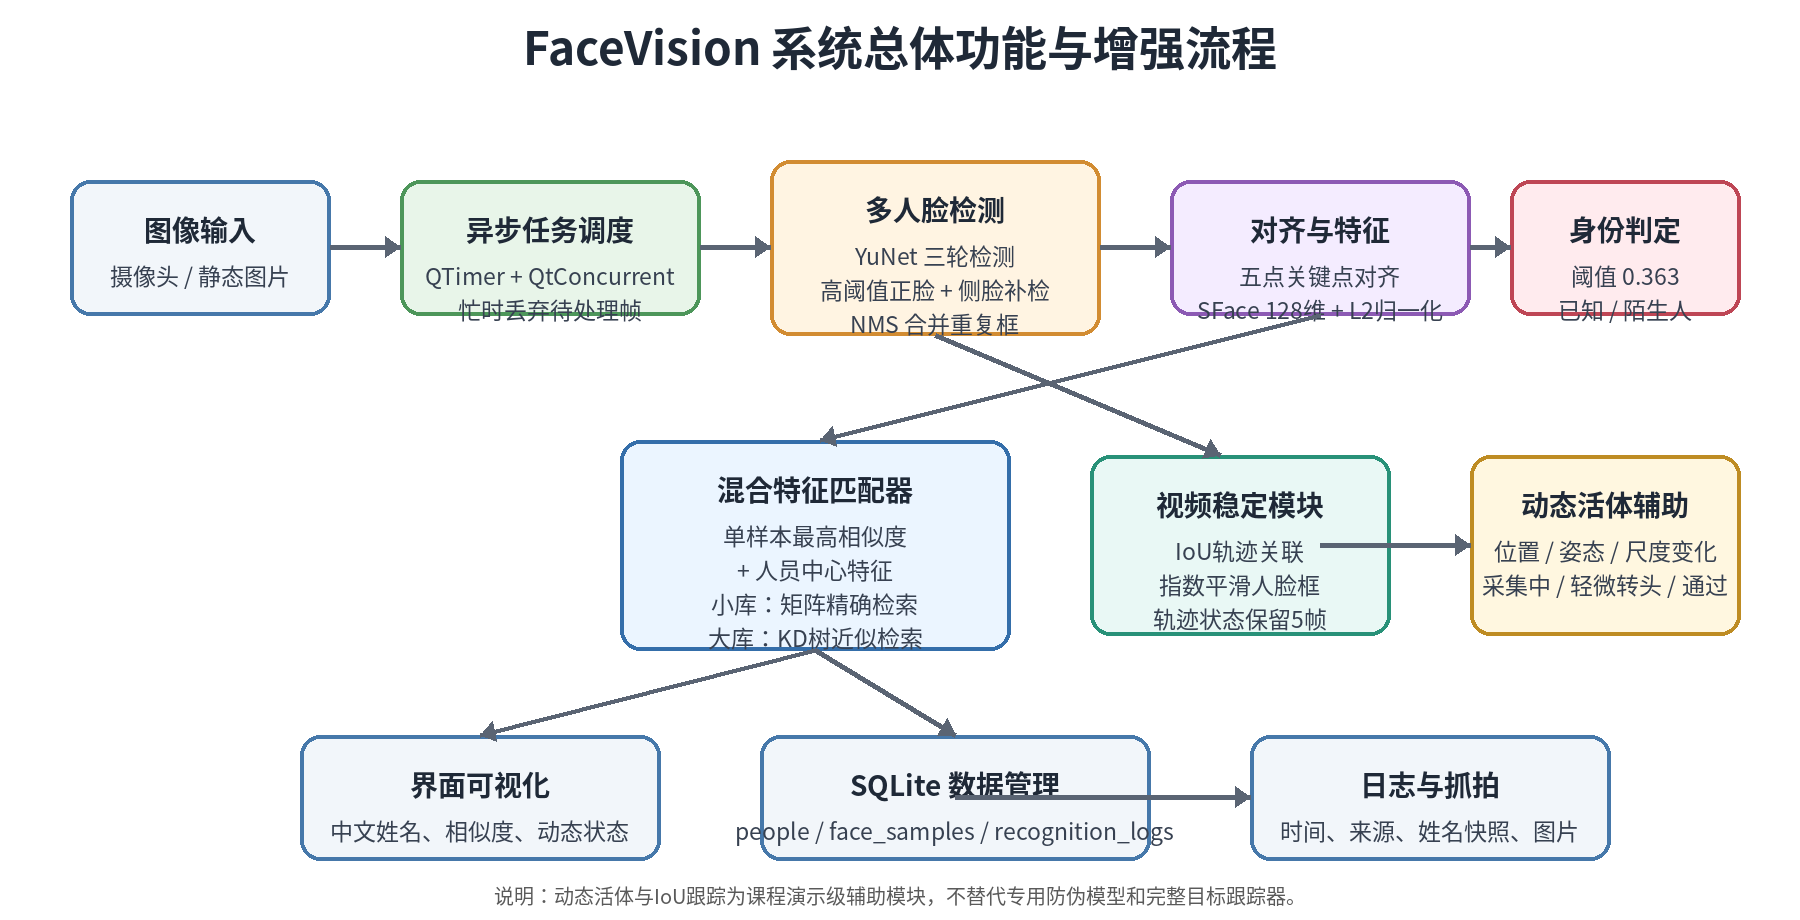 FaceVision 系统总体功能与增强流程
图像输入
摄像头 / 静态图片
异步任务调度
QTimer + QtConcurrent
忙时丢弃待处理帧
多人脸检测
YuNet 三轮检测
高阈值正脸 + 侧脸补检
NMS 合并重复框
对齐与特征
五点关键点对齐
SFace 128维 + L2归一化
身份判定
阈值 0.363
已知 / 陌生人
混合特征匹配器
单样本最高相似度
+ 人员中心特征
小库：矩阵精确检索
大库：KD树近似检索
视频稳定模块
IoU轨迹关联
指数平滑人脸框
轨迹状态保留5帧
动态活体辅助
位置 / 姿态 / 尺度变化
采集中 / 轻微转头 / 通过
界面可视化
中文姓名、相似度、动态状态
SQLite 数据管理
people / face_samples / recognition_logs
日志与抓拍
时间、来源、姓名快照、图片
说明：动态活体与IoU跟踪为课程演示级辅助模块，不替代专用防伪模型和完整目标跟踪器。